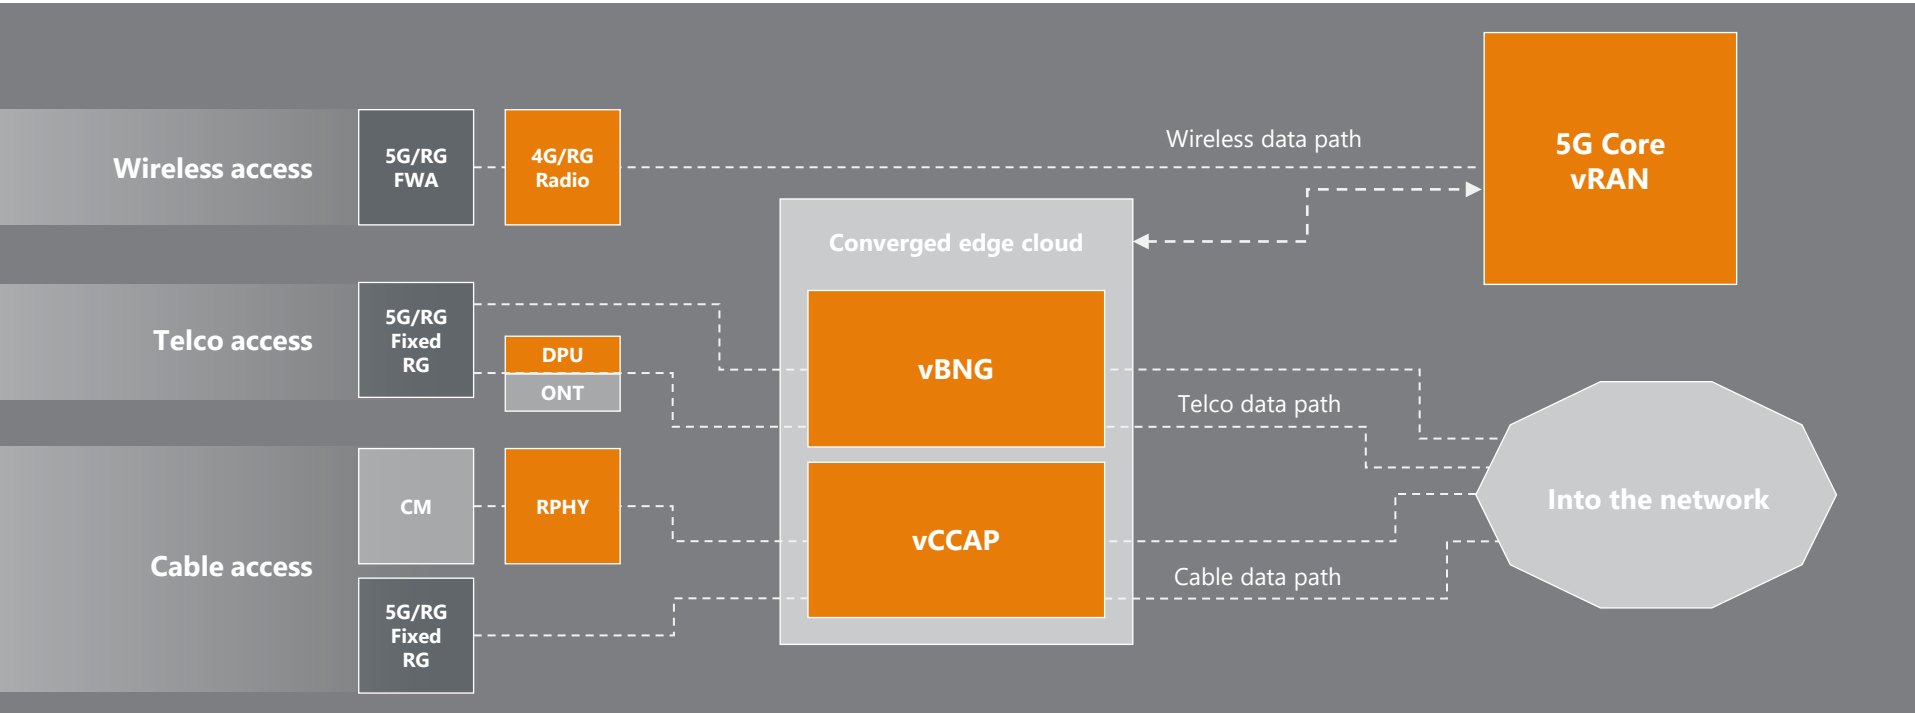 Wireless access
5G/RG
FWA
4G/RG
Radio
Wireless data path
5G Core
vRAN
Converged edge cloud
Telco access
5G/RG
Fixed
RG
DPU
ONT
vBNG
Telco data path
Cable access
CM
RPHY
vCCAP
Into the network
Cable data path
5G/RG
Fixed
RG